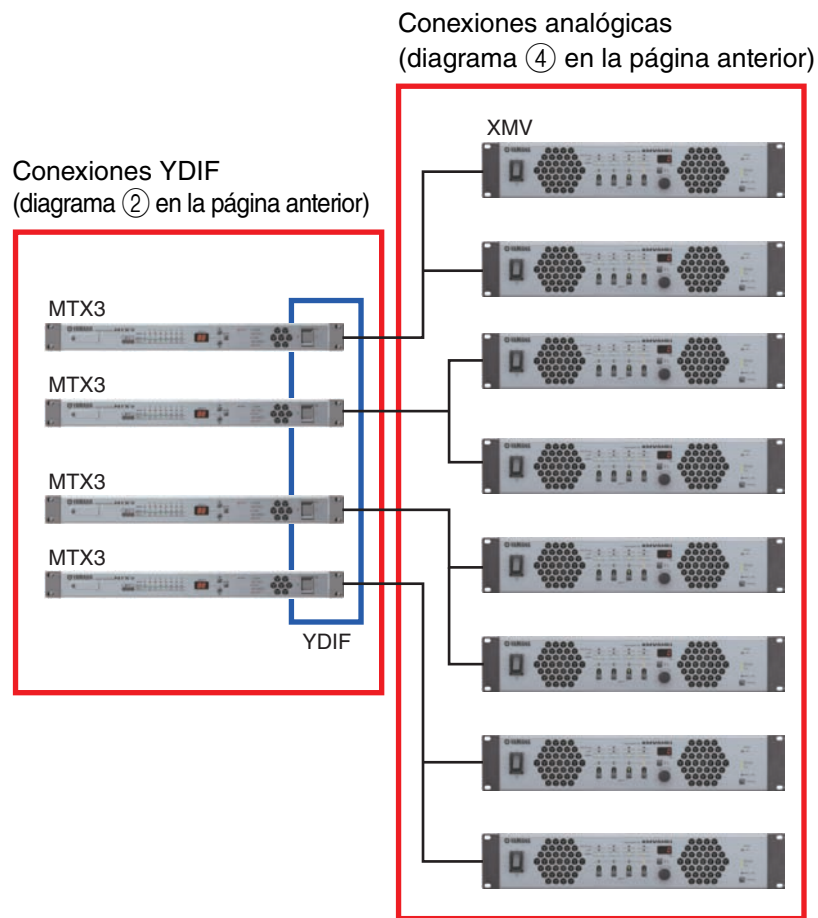 Conexiones analógicas
(diagrama ④ en la página anterior)
XMV
Conexiones YDIF
(diagrama ② en la página anterior)
MTX3
MTX3
MTX3
MTX3
YDIF